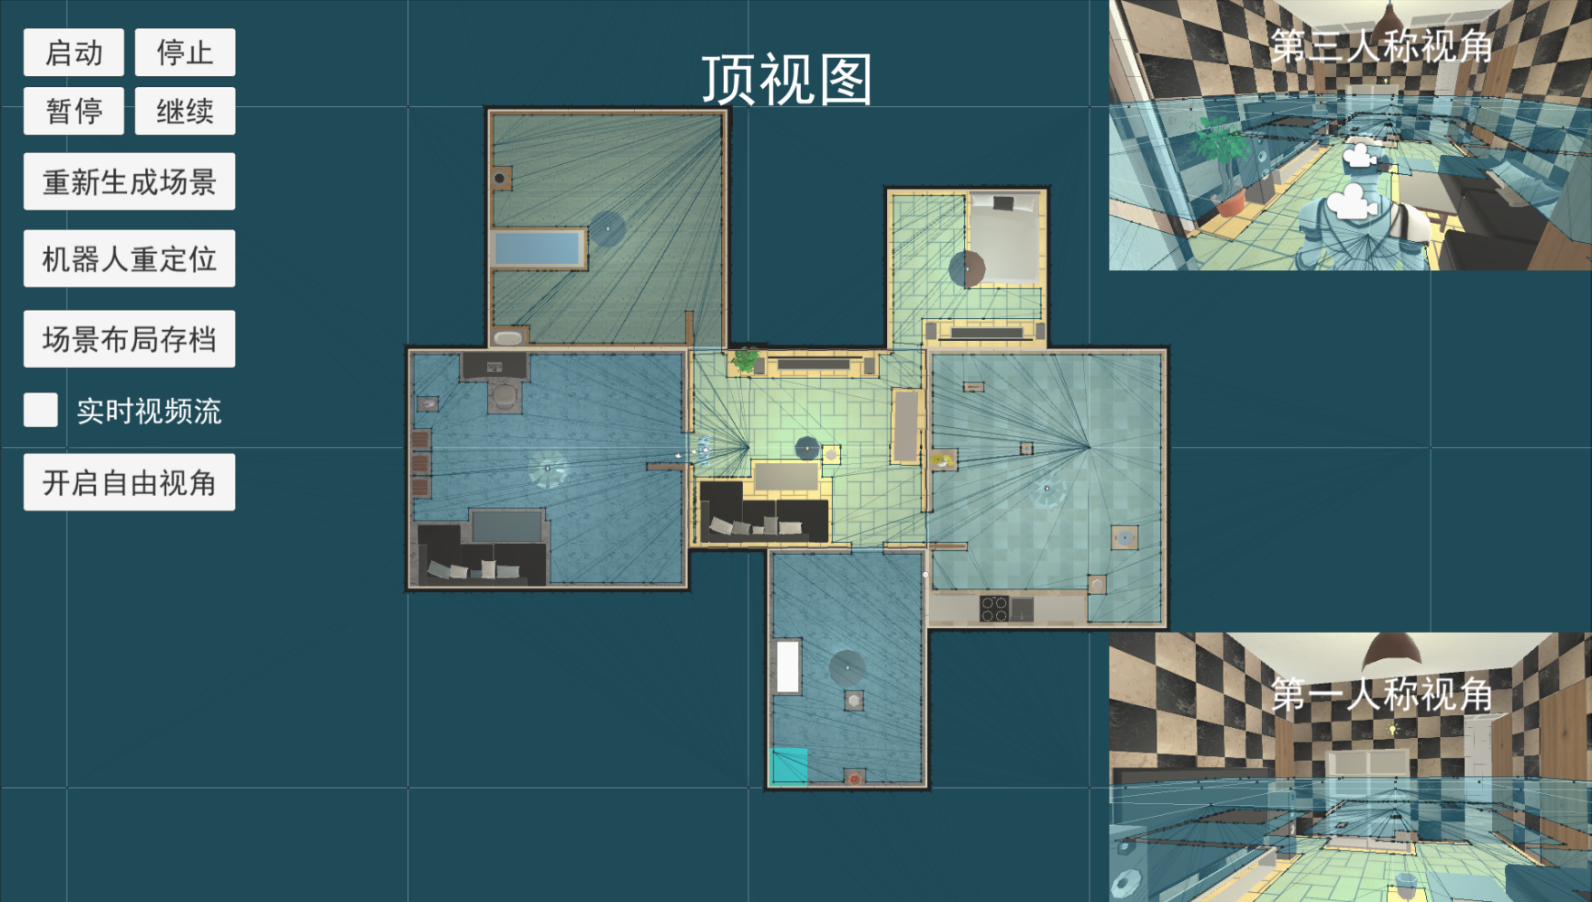 启动
停止
暂停
继续
重新生成场景
机器人重定位
场景布局存档
实时视频流
开启自由视角
顶视图
第三人称视角
第一人称视角